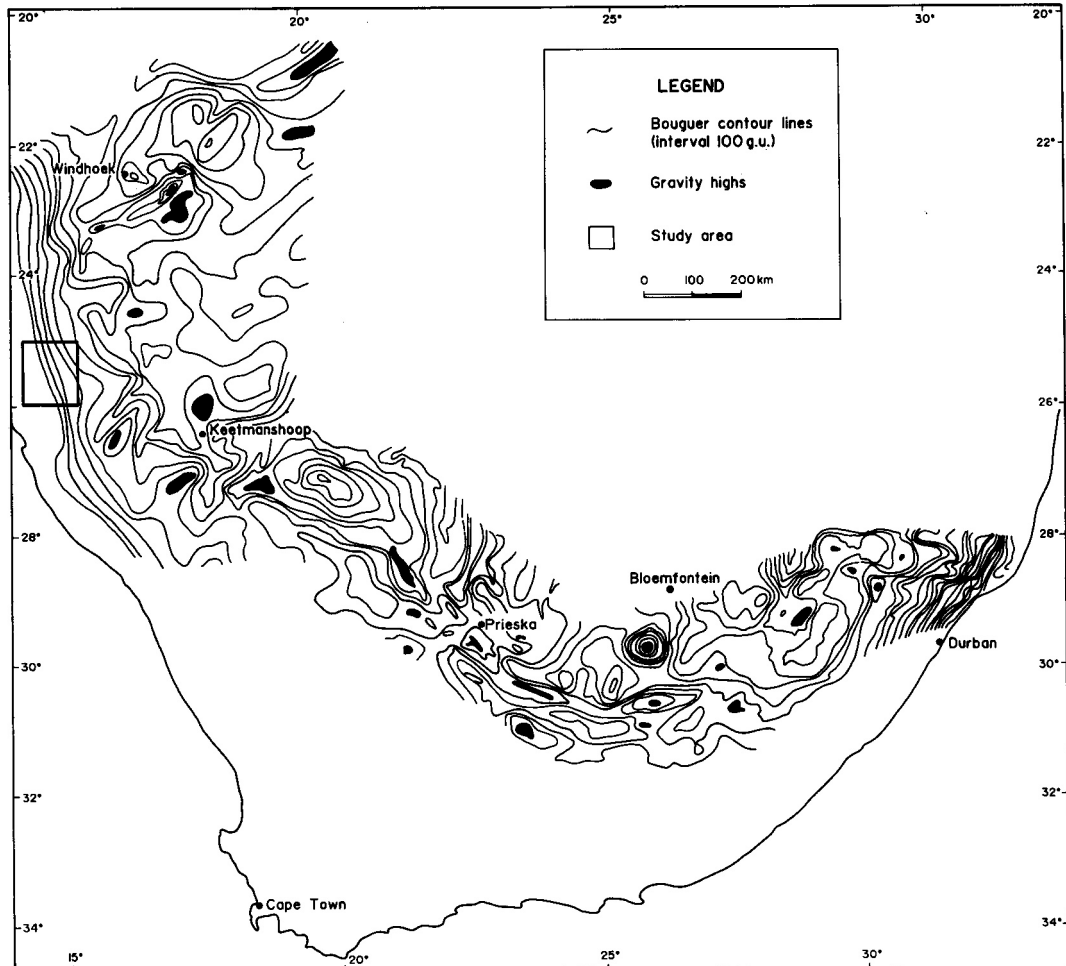 20° 20° 25° 30° 20°
LEGEND
Bouguer contour lines
(interval 100 g.u.)
Gravity highs
Study area
0 100 200 km
22° 22°
Windhoek
24° 24°
26° 26°
Keetmanshoop
28° 28°
Bloemfontein
Prieska
Durban
30° 30°
32° 32°
Cape Town
34° 34°
15° 20° 25° 30°